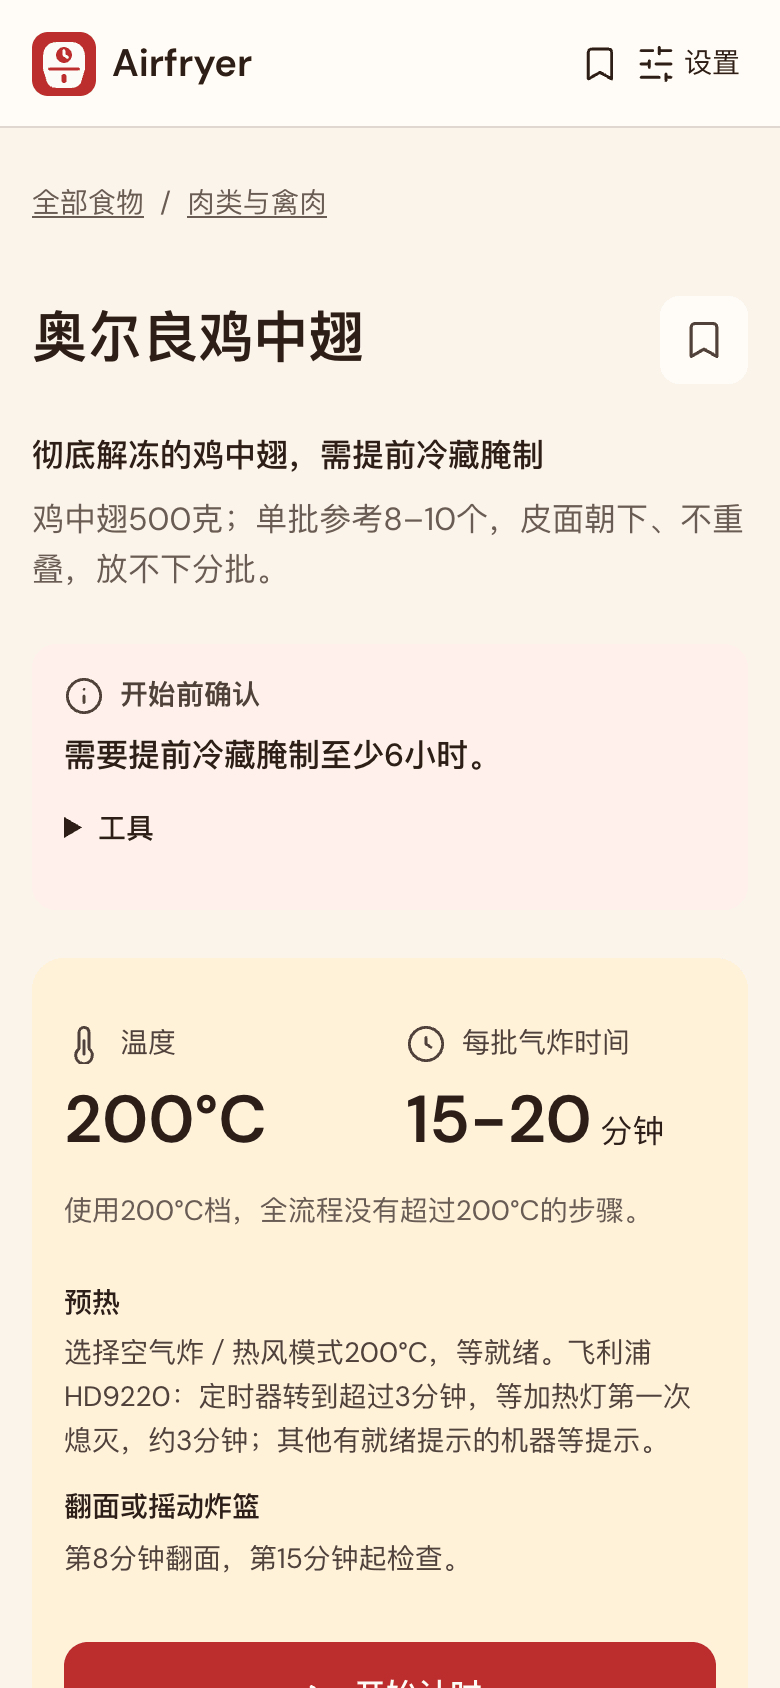 Airfryer
设置
全部食物 / 肉类与禽肉
奥尔良鸡中翅
彻底解冻的鸡中翅，需提前冷藏腌制
鸡中翅500克；单批参考8–10个，皮面朝下、不重
叠，放不下分批。
开始前确认
需要提前冷藏腌制至少6小时。
▶ 工具
温度
200°C
每批气炸时间
15–20 分钟
使用200°C档，全流程没有超过200°C的步骤。
预热
选择空气炸 / 热风模式200°C，等就绪。飞利浦
HD9220：定时器转到超过3分钟，等加热灯第一次
熄灭，约3分钟；其他有就绪提示的机器等提示。
翻面或摇动炸篮
第8分钟翻面，第15分钟起检查。